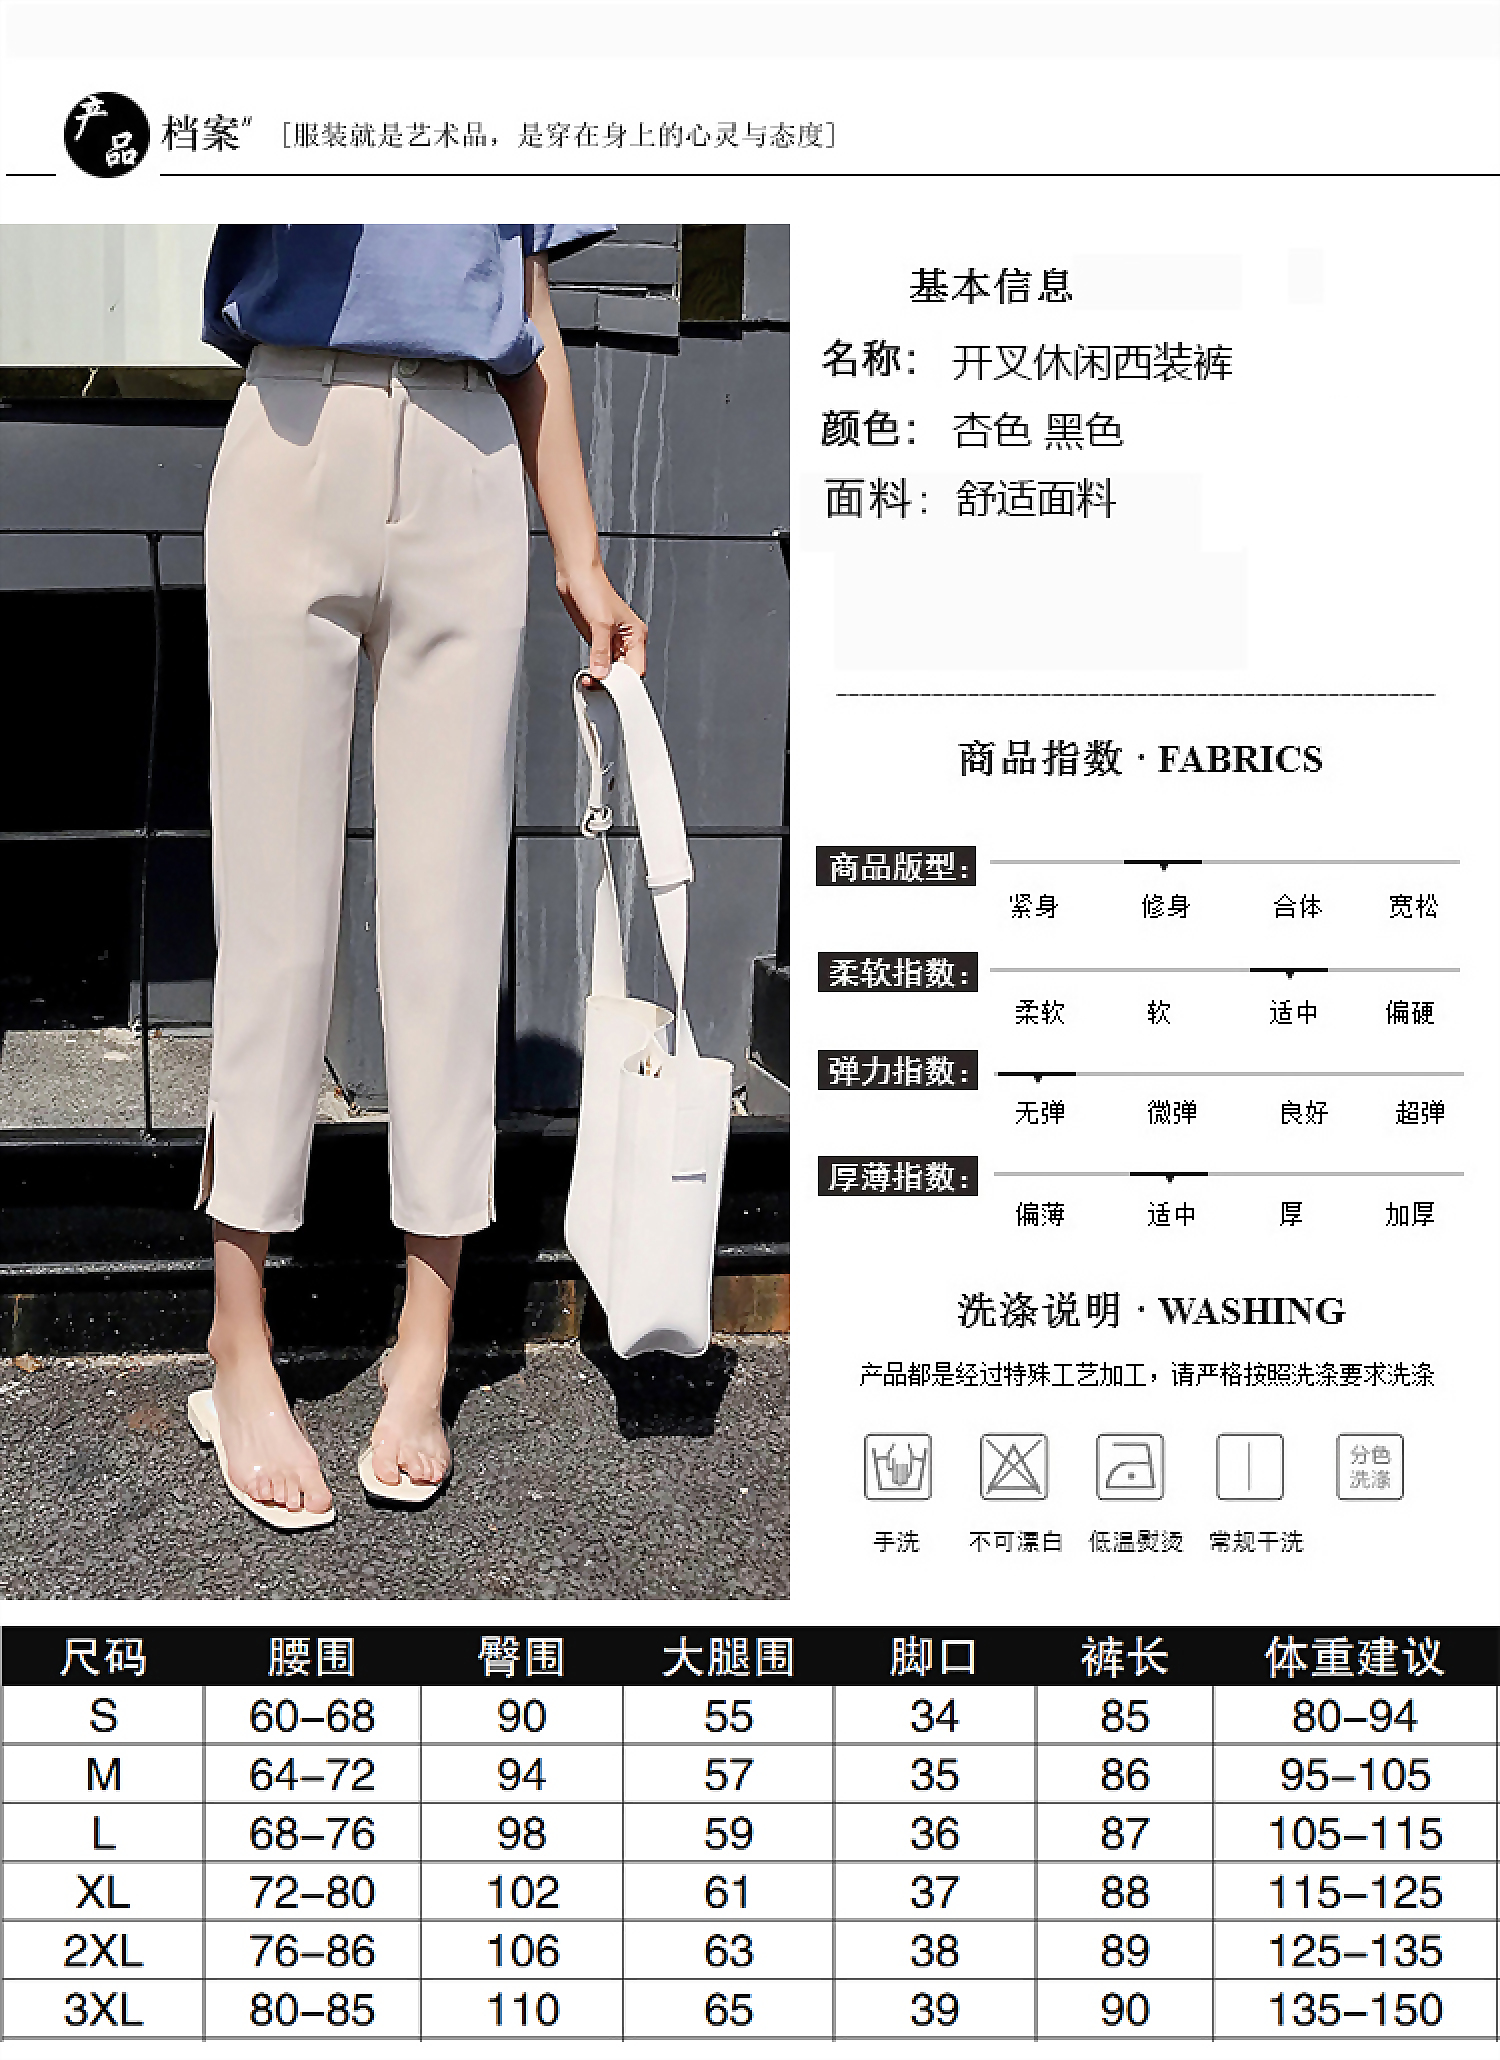 产品档案"［服装就是艺术品，是穿在身上的心灵与态度］
基本信息
名称： 开叉休闲西装裤
颜色： 杏色 黑色
面料： 舒适面料
商品指数 · FABRICS
商品版型：
紧身 修身 合体 宽松
柔软指数：
柔软 软 适中 偏硬
弹力指数：
无弹 微弹 良好 超弹
厚薄指数：
偏薄 适中 厚 加厚
洗涤说明 · WASHING
产品都是经过特殊工艺加工，请严格按照洗涤要求洗涤
分色
洗涤
手洗 不可漂白 低温熨烫 常规干洗
尺码 腰围 臀围 大腿围 脚口 裤长 体重建议
S 60–68 90 55 34 85 80–94
M 64–72 94 57 35 86 95–105
L 68–76 98 59 36 87 105–115
XL 72–80 102 61 37 88 115–125
2XL 76–86 106 63 38 89 125–135
3XL 80–85 110 65 39 90 135–150